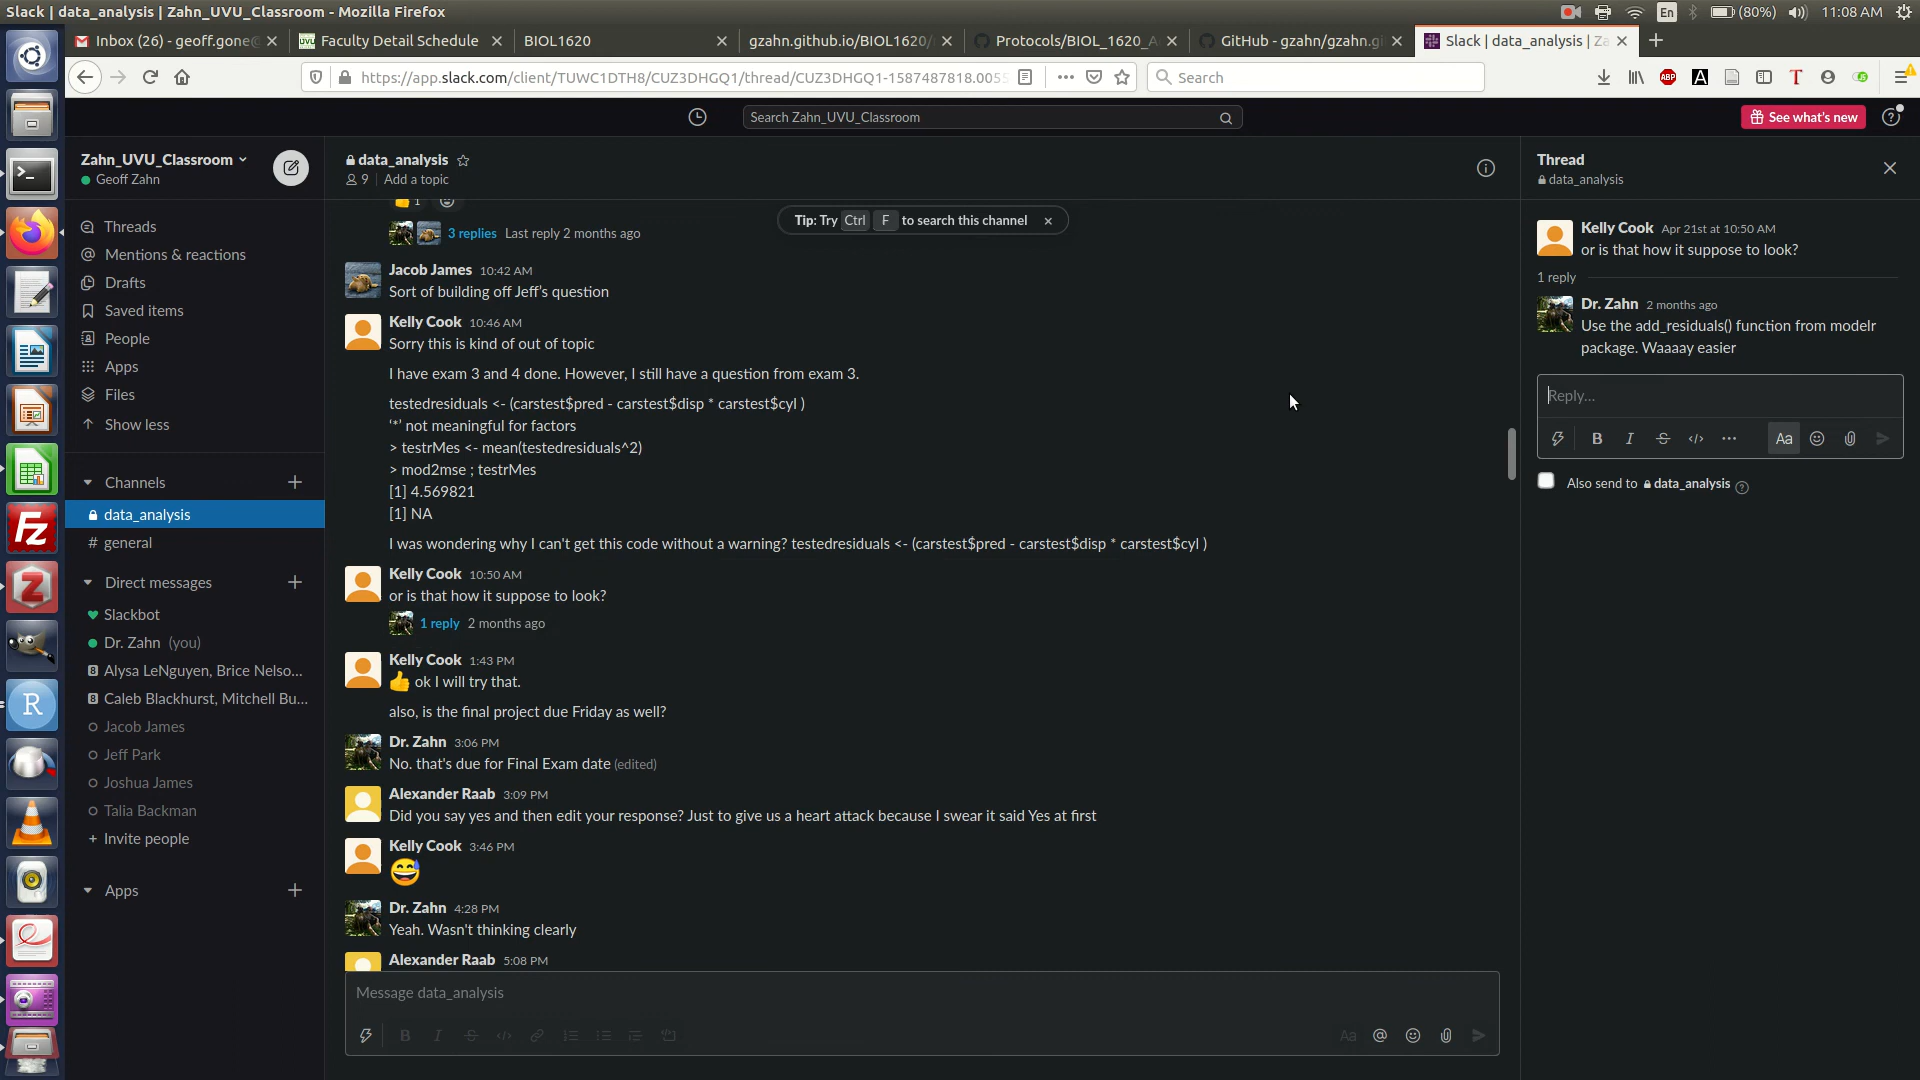 Slack | data_analysis | Zahn_UVU_Classroom - Mozilla Firefox
En
(80%)
11:08 AM
Inbox (26) - geoff.gone@
UVU Faculty Detail Schedule
BIOL1620
gzahn.github.io/BIOL1620/
Protocols/BIOL_1620_A
GitHub - gzahn/gzahn.gi
Slack | data_analysis | Za
https://app.slack.com/client/TUWC1DTH8/CUZ3DHGQ1/thread/CUZ3DHGQ1-1587487818.0055
Search
ABP
Search Zahn_UVU_Classroom
See what's new
Zahn_UVU_Classroom
Geoff Zahn
Threads
Mentions & reactions
Drafts
Saved items
People
Apps
Files
Show less
Channels
data_analysis
# general
Direct messages
Slackbot
Dr. Zahn (you)
8 Alysa LeNguyen, Brice Nelso...
8 Caleb Blackhurst, Mitchell Bu...
Jacob James
Jeff Park
Joshua James
Talia Backman
+ Invite people
Apps
data_analysis
9 | Add a topic
1
Tip: Try Ctrl F to search this channel
3 replies Last reply 2 months ago
Jacob James 10:42 AM
Sort of building off Jeff's question
Kelly Cook 10:46 AM
Sorry this is kind of out of topic
I have exam 3 and 4 done. However, I still have a question from exam 3.
testedresiduals <- (carstest$pred - carstest$disp * carstest$cyl )
'*' not meaningful for factors
> testrMes <- mean(testedresiduals^2)
> mod2mse ; testrMes
[1] 4.569821
[1] NA
I was wondering why I can't get this code without a warning? testedresiduals <- (carstest$pred - carstest$disp * carstest$cyl )
Kelly Cook 10:50 AM
or is that how it suppose to look?
1 reply 2 months ago
Kelly Cook 1:43 PM
👍 ok I will try that.
also, is the final project due Friday as well?
Dr. Zahn 3:06 PM
No. that's due for Final Exam date (edited)
Alexander Raab 3:09 PM
Did you say yes and then edit your response? Just to give us a heart attack because I swear it said Yes at first
Kelly Cook 3:46 PM
😅
Dr. Zahn 4:28 PM
Yeah. Wasn't thinking clearly
Alexander Raab 5:08 PM
Message data_analysis
B I S </> Aa @
Thread
data_analysis
Kelly Cook Apr 21st at 10:50 AM
or is that how it suppose to look?
1 reply
Dr. Zahn 2 months ago
Use the add_residuals() function from modelr
package. Waaaay easier
Reply...
B I S </> ... Aa
Also send to data_analysis